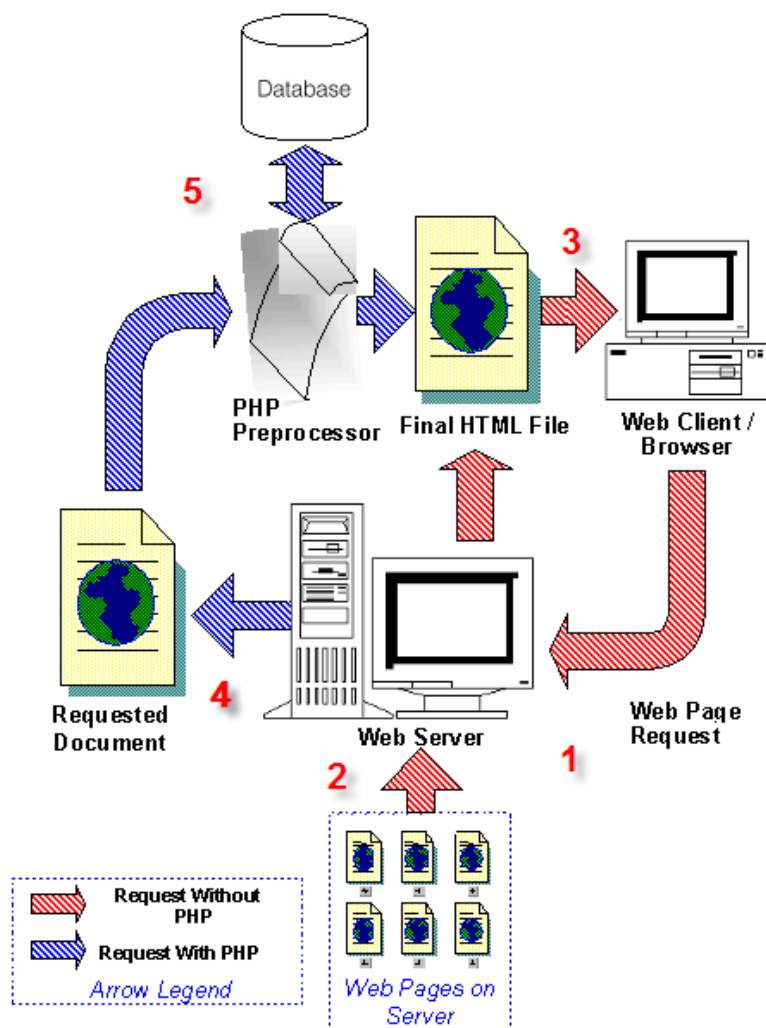 Database
5
3
PHP
Preprocessor
Final HTML File
Web Client /
Browser
4
Requested
Document
Web Server
Web Page
Request
1
2
Request Without
PHP
Request With PHP
Arrow Legend
Web Pages on
Server